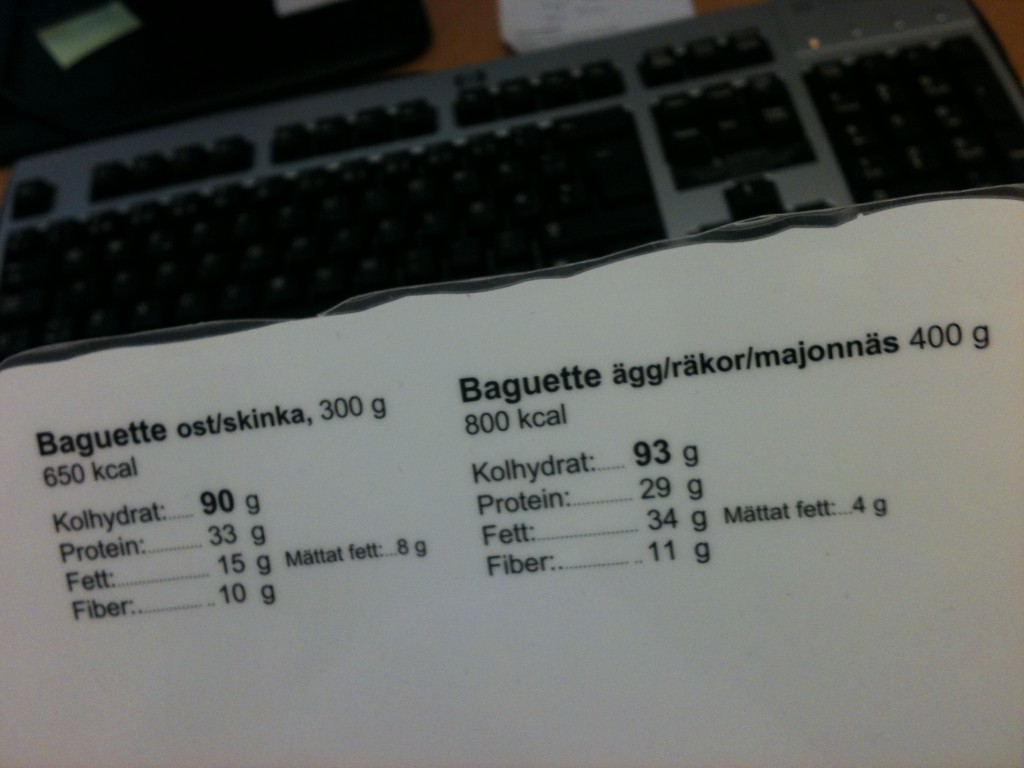 Baguette ost/skinka, 300 g
650 kcal
Kolhydrat:..... 90 g
Protein:............ 33 g
Fett:..................... 15 g Mättat fett:...8 g
Fiber:................ .. 10 g
Baguette ägg/räkor/majonnäs 400 g
800 kcal
Kolhydrat:..... 93 g
Protein:............. 29 g
Fett:..................... 34 g Mättat fett:...4 g
Fiber:................ .. 11 g